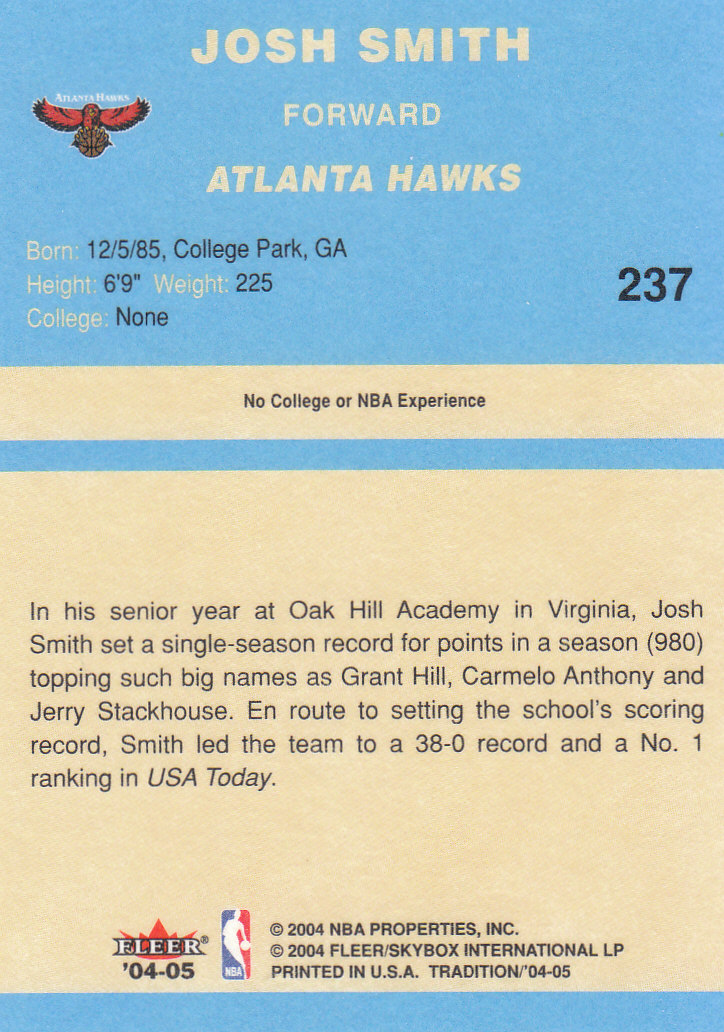 JOSH SMITH
ATLANTA HAWKS
FORWARD
ATLANTA HAWKS
Born: 12/5/85, College Park, GA
Height: 6'9" Weight: 225
237
College: None
No College or NBA Experience
In his senior year at Oak Hill Academy in Virginia, Josh
Smith set a single-season record for points in a season (980)
topping such big names as Grant Hill, Carmelo Anthony and
Jerry Stackhouse. En route to setting the school's scoring
record, Smith led the team to a 38-0 record and a No. 1
ranking in USA Today.
FLEER®
'04-05
NBA
© 2004 NBA PROPERTIES, INC.
© 2004 FLEER/SKYBOX INTERNATIONAL LP
PRINTED IN U.S.A. TRADITION/'04-05